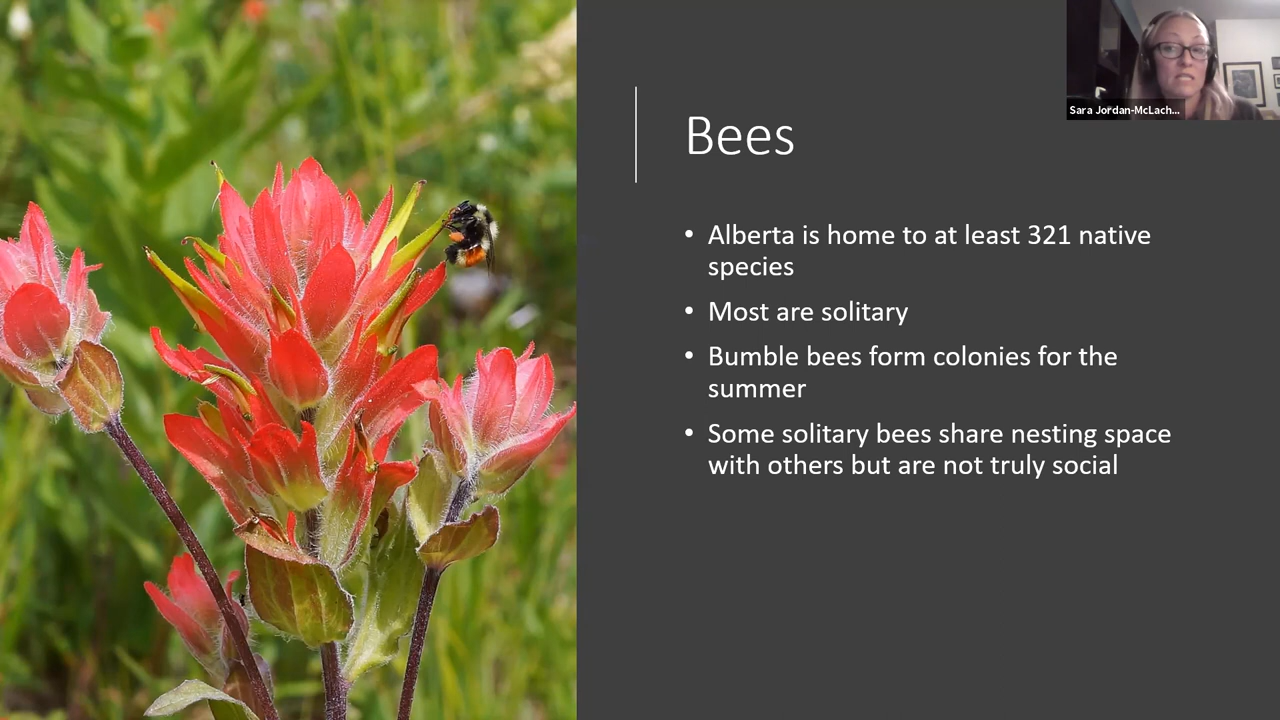 Sara Jordan-McLach...
Bees
• Alberta is home to at least 321 native
species
• Most are solitary
• Bumble bees form colonies for the
summer
• Some solitary bees share nesting space
with others but are not truly social